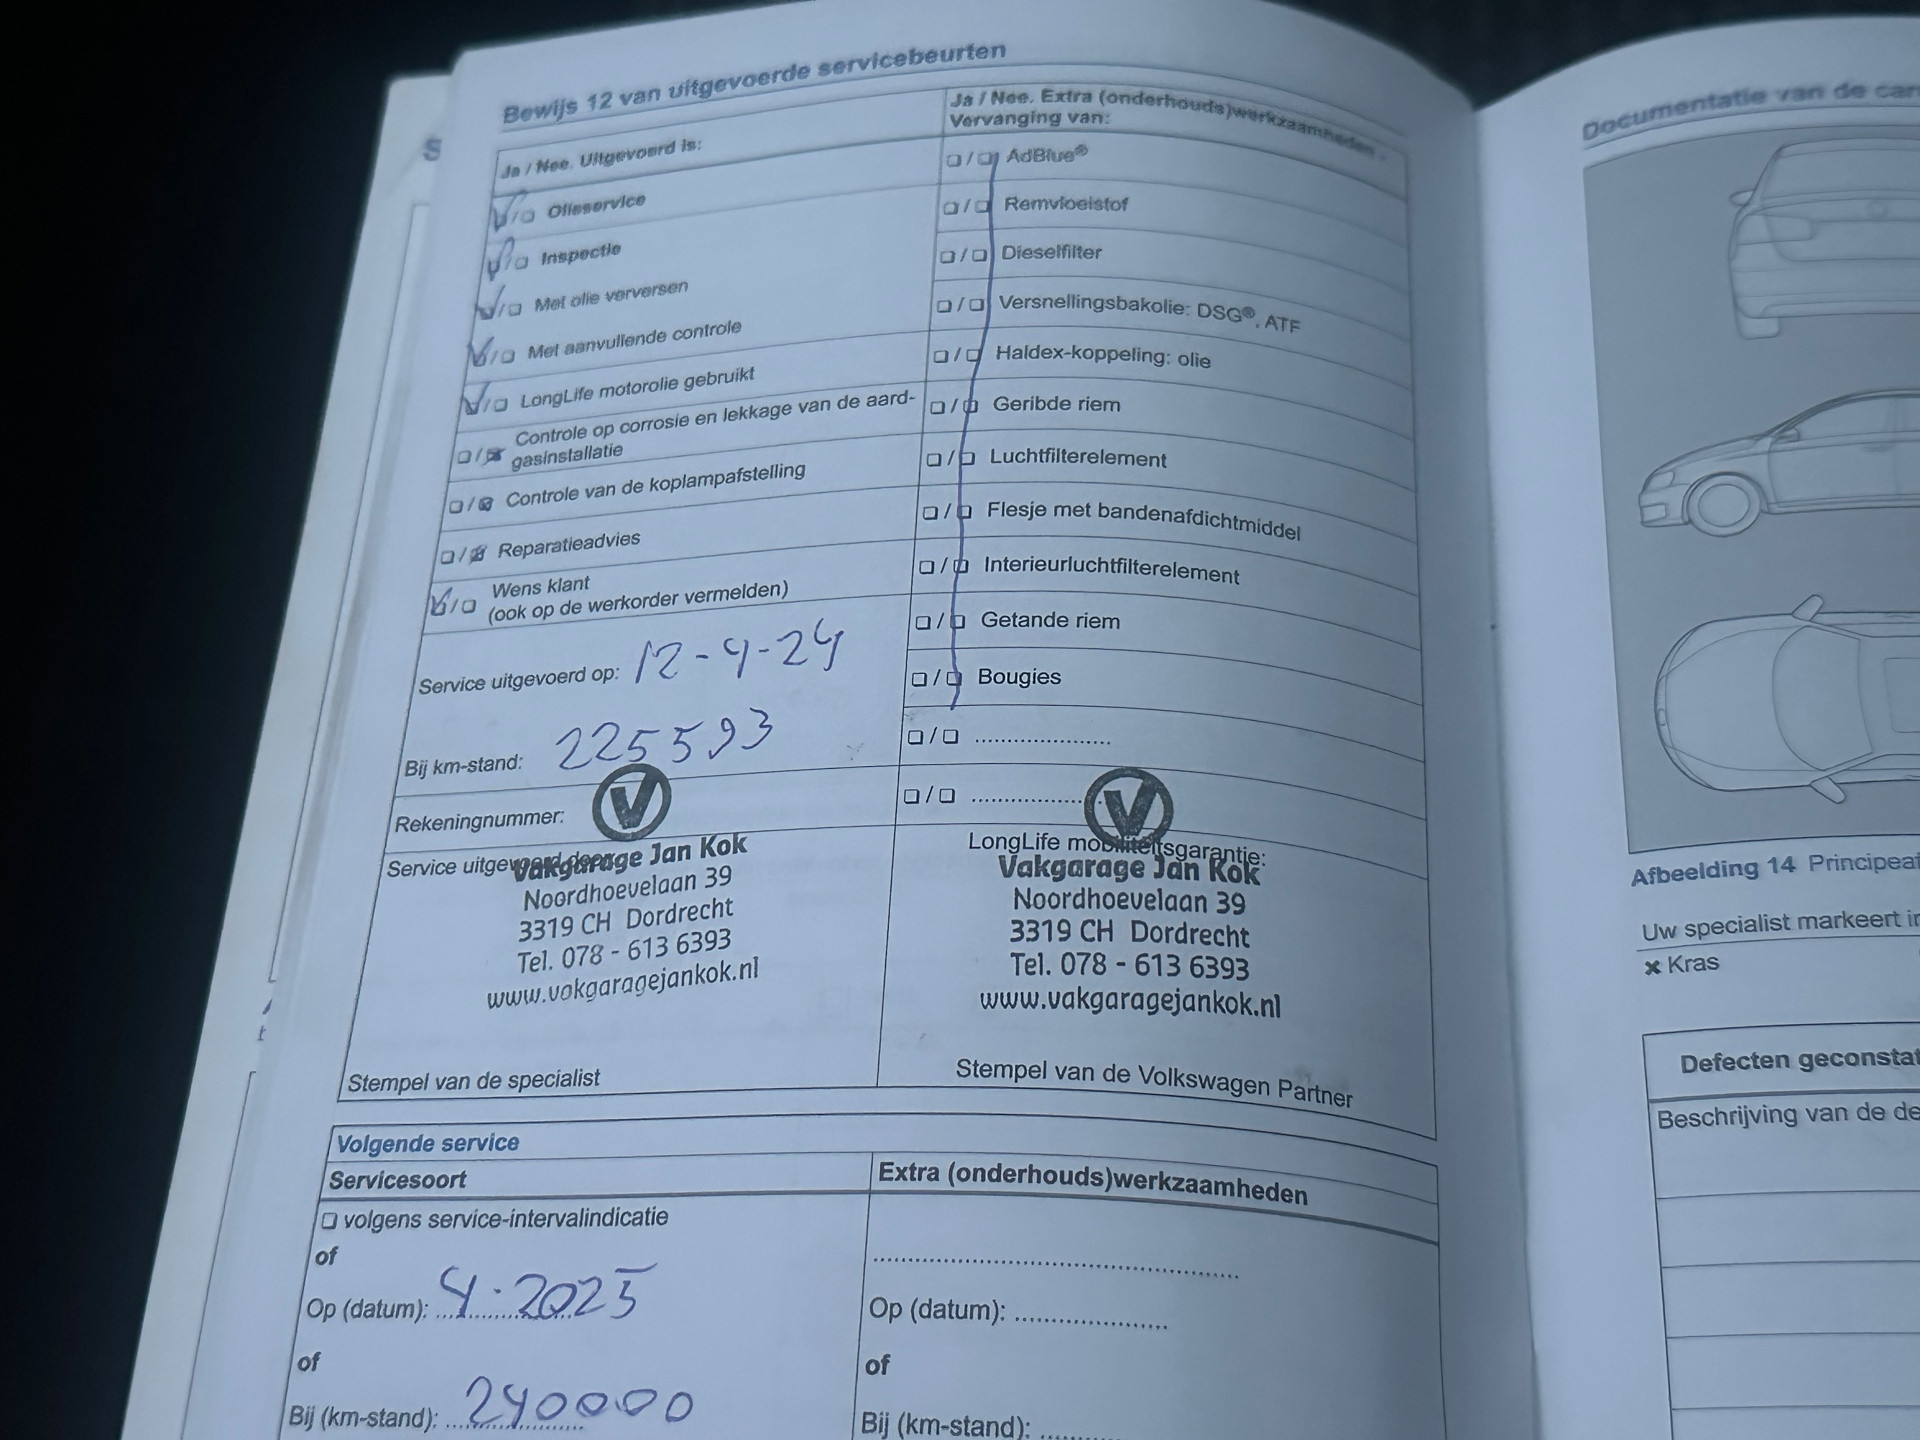 Bewijs 12 van uitgevoerde servicebeurten
Ja / Nee. Uitgevoerd is:
Olieservice
Inspectie
Met olie verversen
Met aanvullende controle
LongLife motorolie gebruikt
Controle op corrosie en lekkage van de aard-
gasinstallatie
Controle van de koplampafstelling
Reparatieadvies
Wens klant
(ook op de werkorder vermelden)
Service uitgevoerd op: 12-4-24
Bij km-stand: 225593
Rekeningnummer:
Service uitgevoerd door:
Vakgarage Jan Kok
Noordhoevelaan 39
3319 CH Dordrecht
Tel. 078 - 613 6393
www.vakgaragejankok.nl
Stempel van de specialist
Ja / Nee. Extra (onderhouds)werkzaamheden -
Vervanging van:
AdBlue®
Remvloeistof
Dieselfilter
Versnellingsbakolie: DSG®, ATF
Haldex-koppeling: olie
Geribde riem
Luchtfilterelement
Flesje met bandenafdichtmiddel
Interieurluchtfilterelement
Getande riem
Bougies
LongLife mobiliteitsgarantie:
Vakgarage Jan Kok
Noordhoevelaan 39
3319 CH Dordrecht
Tel. 078 - 613 6393
www.vakgaragejankok.nl
Stempel van de Volkswagen Partner
Volgende service
Servicesoort
volgens service-intervalindicatie
of
Op (datum): 4-2025
of
Bij (km-stand): 240000
Extra (onderhouds)werkzaamheden
Op (datum):
of
Bij (km-stand):
Documentatie van de
Afbeelding 14
Uw specialist markeert
× Kras
Defecten
Beschrijving van de